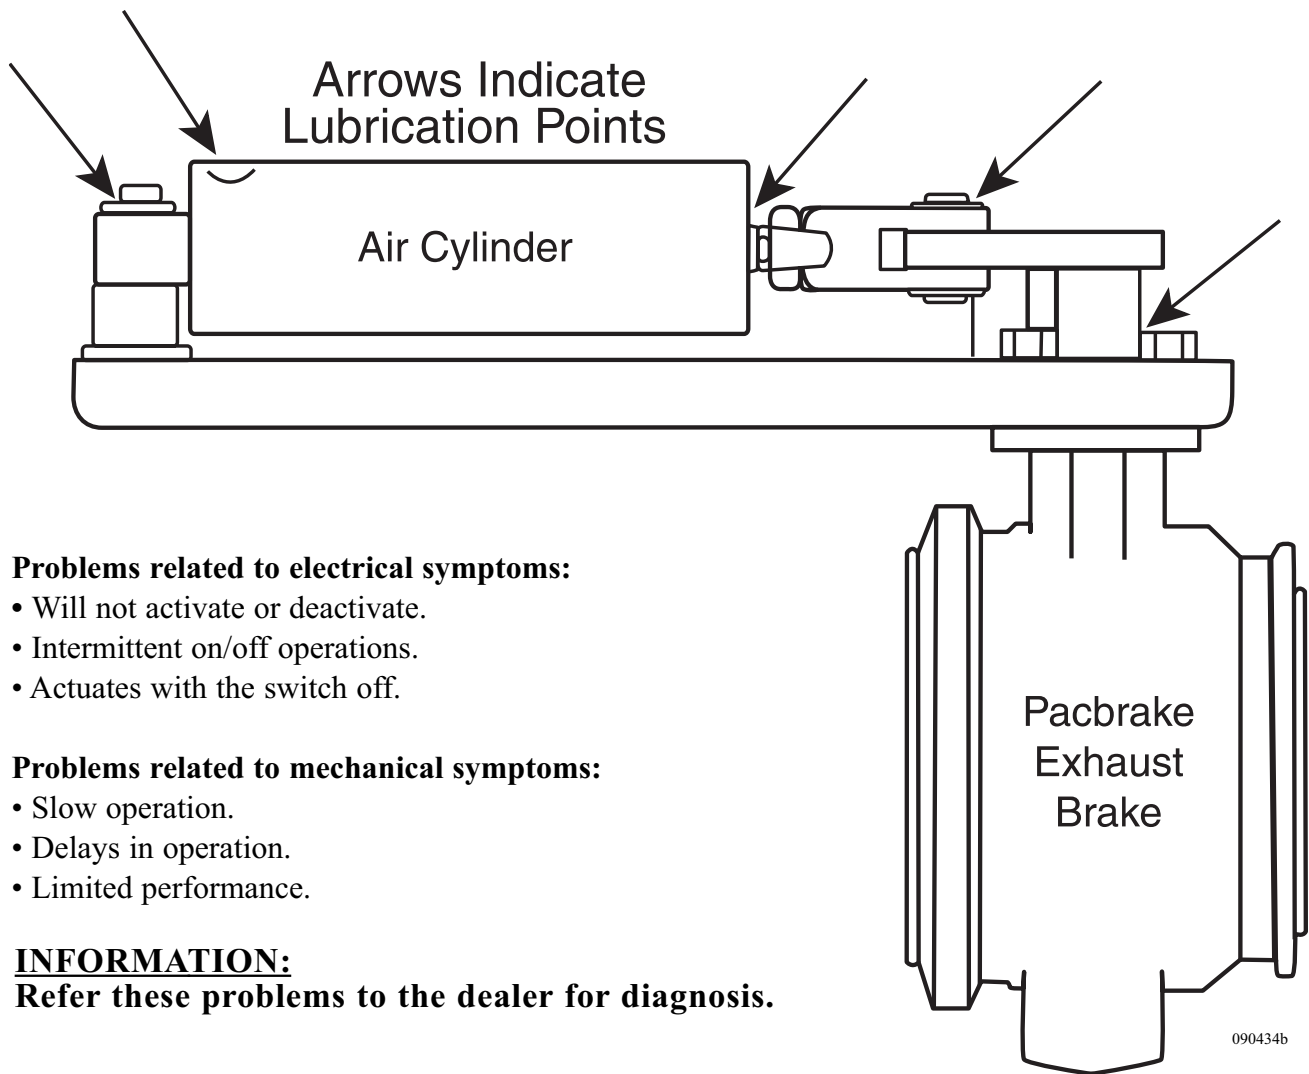 Arrows Indicate
Lubrication Points
Air Cylinder
Problems related to electrical symptoms:
• Will not activate or deactivate.
• Intermittent on/off operations.
• Actuates with the switch off.
Problems related to mechanical symptoms:
• Slow operation.
• Delays in operation.
• Limited performance.
INFORMATION:
Refer these problems to the dealer for diagnosis.
Pacbrake
Exhaust
Brake
090434b